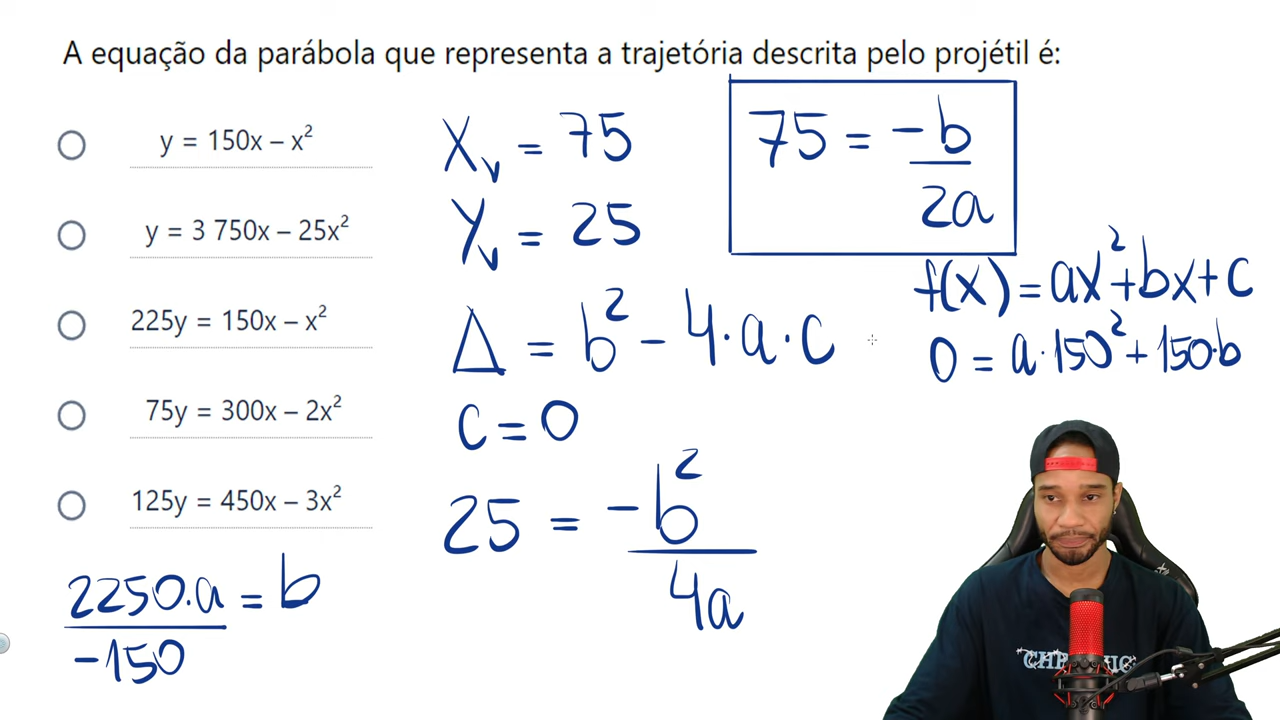 A equação da parábola que representa a trajetória descrita pelo projétil é:
y = 150x – x²
y = 3 750x – 25x²
225y = 150x – x²
75y = 300x – 2x²
125y = 450x – 3x²
Xᵥ = 75
Yᵥ = 25
Δ = b² – 4·a·c
c = 0
25 = –b²/4a
75 = –b/2a
f(x) = ax² + bx + c
0 = a·150² + 150·b
2250.a/–150 = b